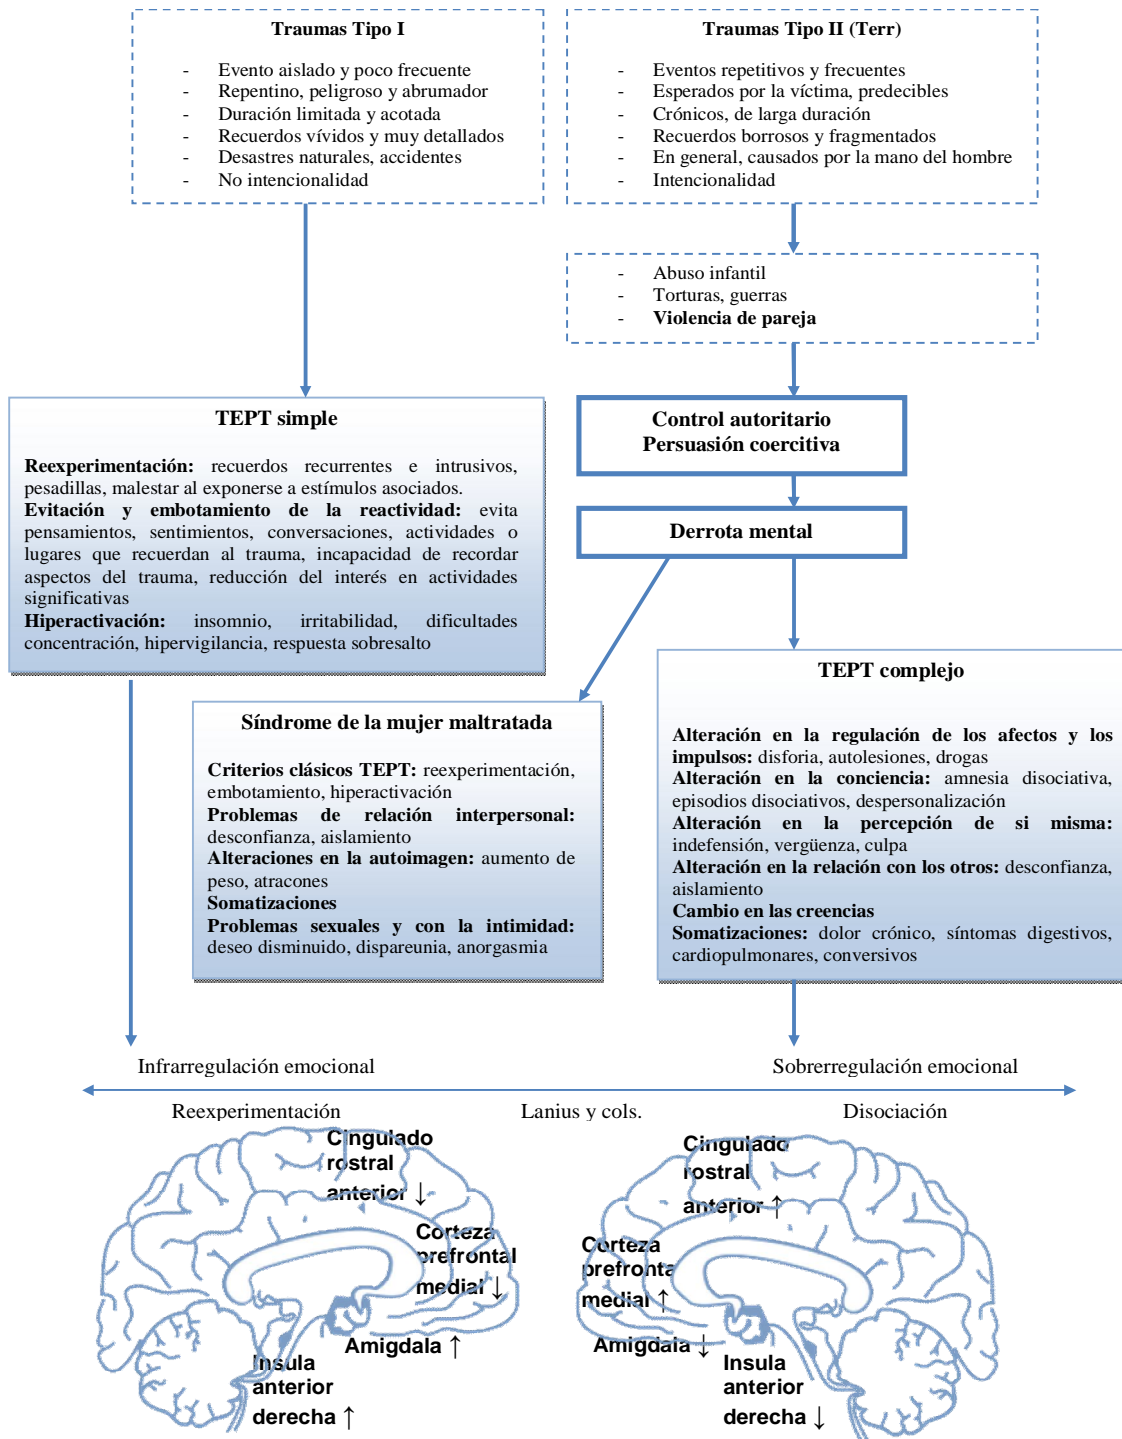 Traumas Tipo I
- Evento aislado y poco frecuente
- Repentino, peligroso y abrumador
- Duración limitada y acotada
- Recuerdos vívidos y muy detallados
- Desastres naturales, accidentes
- No intencionalidad
Traumas Tipo II (Terr)
- Eventos repetitivos y frecuentes
- Esperados por la víctima, predecibles
- Crónicos, de larga duración
- Recuerdos borrosos y fragmentados
- En general, causados por la mano del hombre
- Intencionalidad
- Abuso infantil
- Torturas, guerras
- Violencia de pareja
TEPT simple
Reexperimentación: recuerdos recurrentes e intrusivos,
pesadillas, malestar al exponerse a estímulos asociados.
Evitación y embotamiento de la reactividad: evita
pensamientos, sentimientos, conversaciones, actividades o
lugares que recuerdan al trauma, incapacidad de recordar
aspectos del trauma, reducción del interés en actividades
significativas
Hiperactivación: insomnio, irritabilidad, dificultades
concentración, hipervigilancia, respuesta sobresalto
Control autoritario
Persuasión coercitiva
Derrota mental
Síndrome de la mujer maltratada
Criterios clásicos TEPT: reexperimentación,
embotamiento, hiperactivación
Problemas de relación interpersonal:
desconfianza, aislamiento
Alteraciones en la autoimagen: aumento de
peso, atracones
Somatizaciones
Problemas sexuales y con la intimidad:
deseo disminuido, dispareunia, anorgasmia
TEPT complejo
Alteración en la regulación de los afectos y los
impulsos: disforia, autolesiones, drogas
Alteración en la conciencia: amnesia disociativa,
episodios disociativos, despersonalización
Alteración en la percepción de si misma:
indefensión, vergüenza, culpa
Alteración en la relación con los otros: desconfianza,
aislamiento
Cambio en las creencias
Somatizaciones: dolor crónico, síntomas digestivos,
cardiopulmonares, conversivos
Infrarregulación emocional
Sobrerregulación emocional
Reexperimentación
Lanius y cols.
Disociación
Cingulado
rostral
anterior ↓
Corteza
prefrontal
medial ↓
Amigdala ↑
Insula
anterior
derecha ↑
Cingulado
rostral
anterior ↑
Corteza
prefrontal
medial ↑
Amigdala ↓
Insula
anterior
derecha ↓